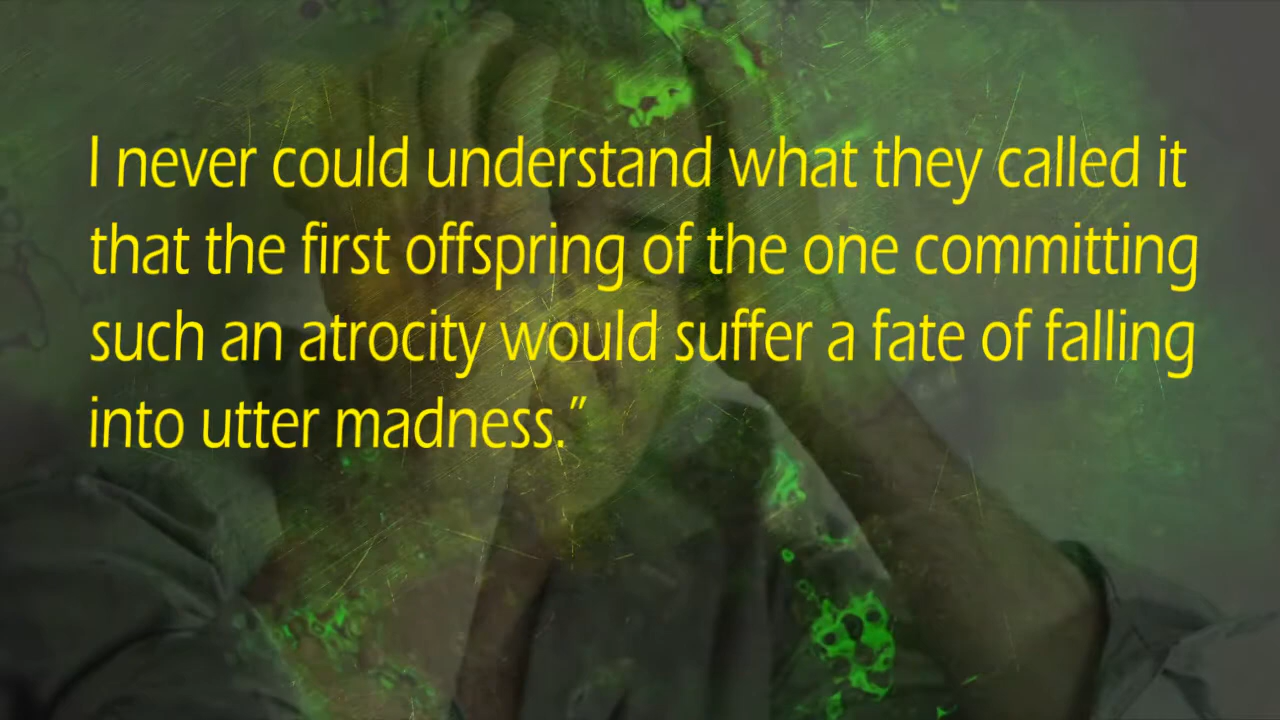 I never could understand what they called it
that the first offspring of the one committing
such an atrocity would suffer a fate of falling
into utter madness.”